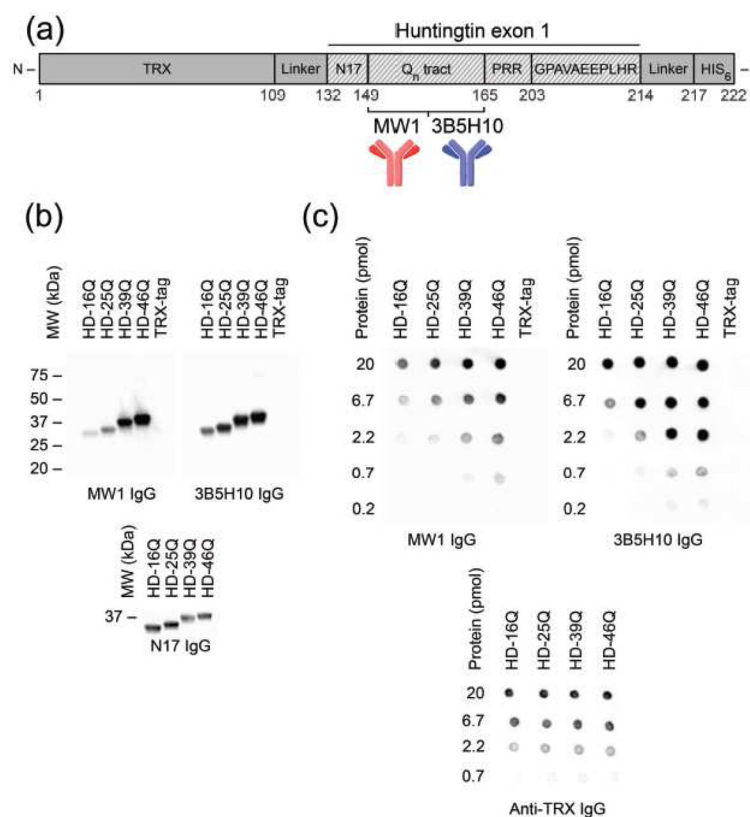 (a)
Huntingtin exon 1
N – TRX Linker N17 Qn tract PRR GPAVAEEPLHR Linker HIS6 –
1 109 132 149 165 203 214 217 222
MW1 3B5H10
(b)
MW (kDa) HD-16Q HD-25Q HD-39Q HD-46Q TRX-tag HD-16Q HD-25Q HD-39Q HD-46Q TRX-tag
75 –
50 –
37 –
25 –
20 –
MW1 IgG 3B5H10 IgG
MW (kDa) HD-16Q HD-25Q HD-39Q HD-46Q
37 –
N17 IgG
(c)
Protein (pmol) HD-16Q HD-25Q HD-39Q HD-46Q TRX-tag
20
6.7
2.2
0.7
0.2
MW1 IgG
Protein (pmol) HD-16Q HD-25Q HD-39Q HD-46Q TRX-tag
20
6.7
2.2
0.7
0.2
3B5H10 IgG
Protein (pmol) HD-16Q HD-25Q HD-39Q HD-46Q
20
6.7
2.2
0.7
Anti-TRX IgG